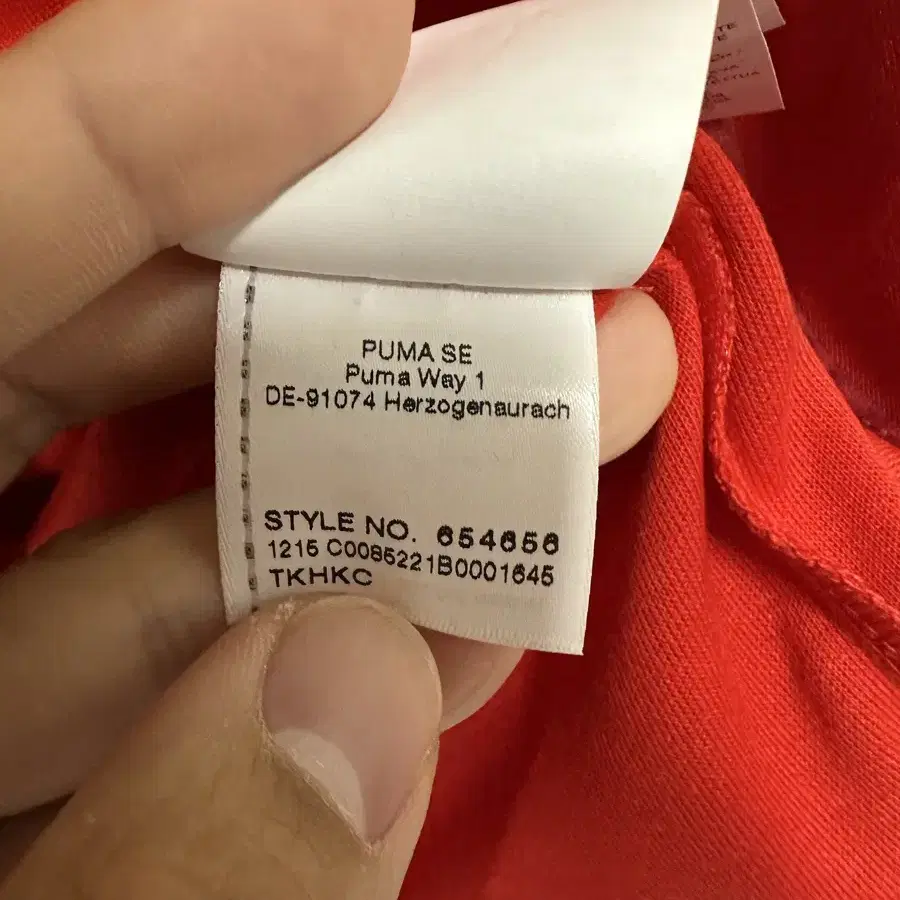 PUMA SE
Puma Way 1
DE-91074 Herzogenaurach
STYLE NO. 654656
1215 C0085221B0001645
TKHKC